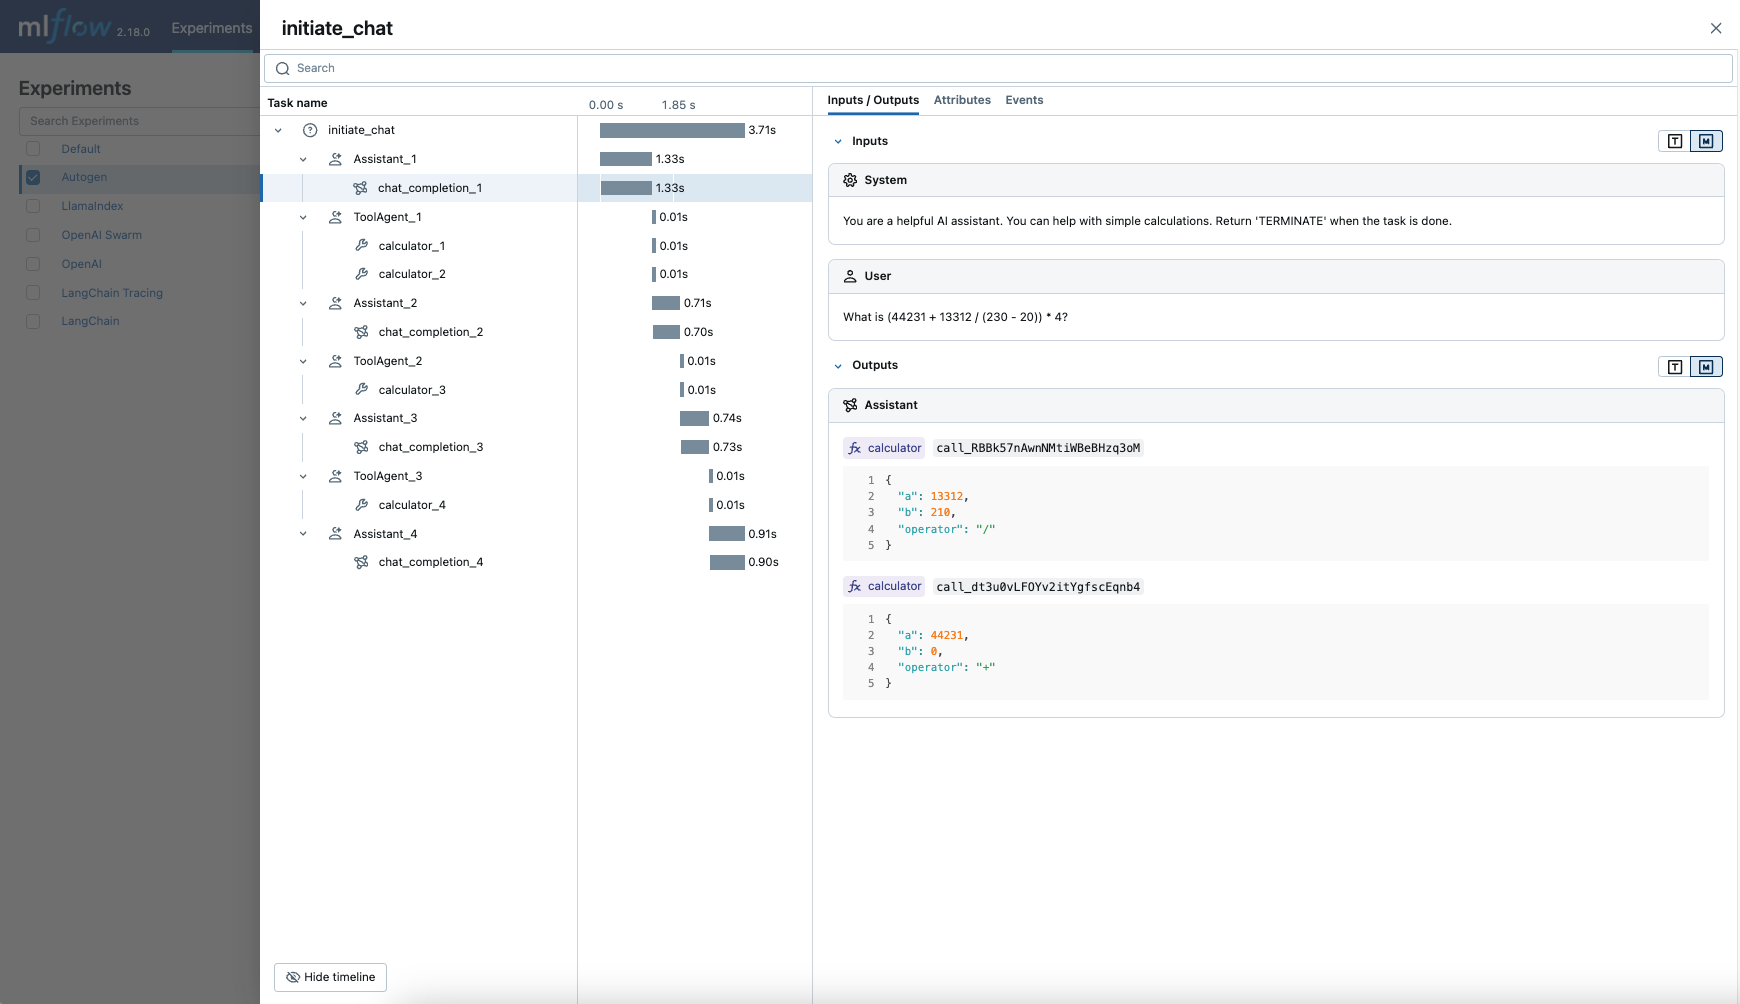 mlflow 2.18.0
Experiments
Experiments
Search Experiments
Default
Autogen
LlamaIndex
OpenAI Swarm
OpenAI
LangChain Tracing
LangChain
initiate_chat
Search
Task name
0.00 s 1.85 s
initiate_chat 3.71s
Assistant_1 1.33s
chat_completion_1 1.33s
ToolAgent_1 0.01s
calculator_1 0.01s
calculator_2 0.01s
Assistant_2 0.71s
chat_completion_2 0.70s
ToolAgent_2 0.01s
calculator_3 0.01s
Assistant_3 0.74s
chat_completion_3 0.73s
ToolAgent_3 0.01s
calculator_4 0.01s
Assistant_4 0.91s
chat_completion_4 0.90s
Hide timeline
Inputs / Outputs Attributes Events
Inputs
T M
System
You are a helpful AI assistant. You can help with simple calculations. Return 'TERMINATE' when the task is done.
User
What is (44231 + 13312 / (230 - 20)) * 4?
Outputs
T M
Assistant
fx calculator call_RBBk57nAwnNMtiWBeBHzq3oM
1 {
2 "a": 13312,
3 "b": 210,
4 "operator": "/"
5 }
fx calculator call_dt3u0vLFOYv2itYgfscEqnb4
1 {
2 "a": 44231,
3 "b": 0,
4 "operator": "+"
5 }